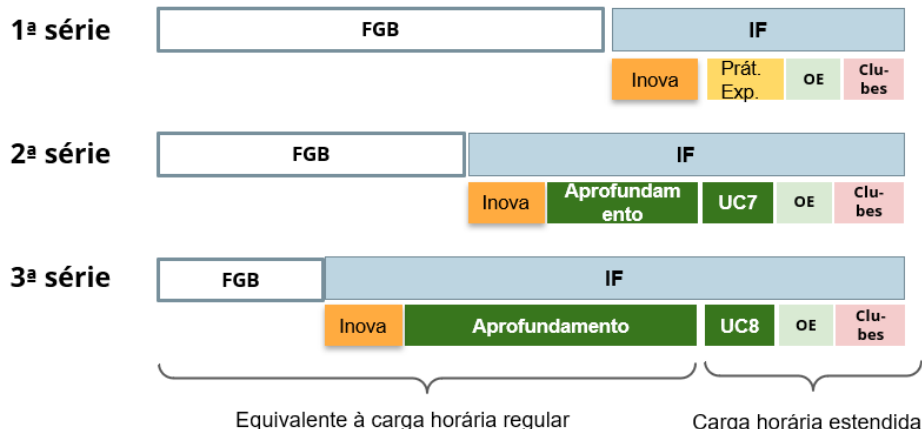 1ª série
FGB
IF
Inova
Prát.
Exp.
OE
Clu-
bes
2ª série
FGB
IF
Inova
Aprofundam
ento
UC7
OE
Clu-
bes
3ª série
FGB
IF
Inova
Aprofundamento
UC8
OE
Clu-
bes
Equivalente à carga horária regular
Carga horária estendida